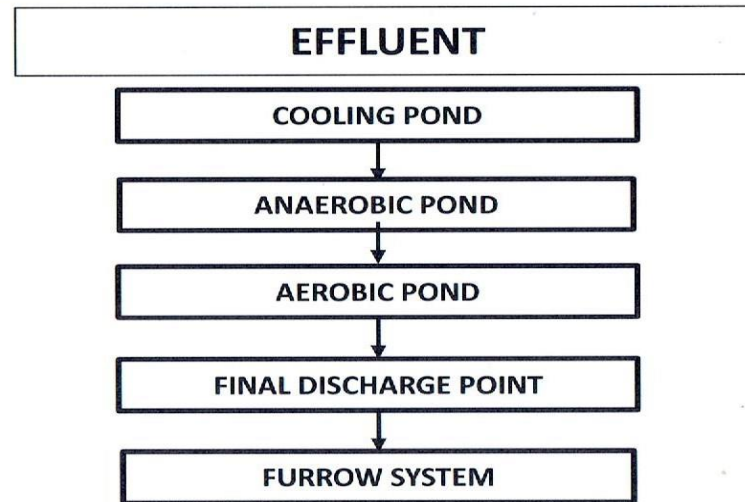 EFFLUENT
COOLING POND
ANAEROBIC POND
AEROBIC POND
FINAL DISCHARGE POINT
FURROW SYSTEM